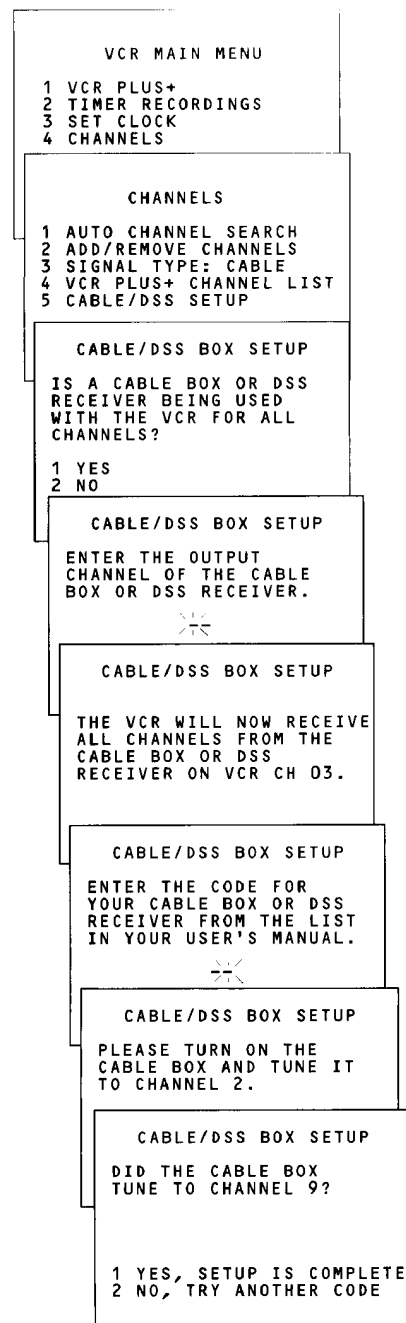 VCR MAIN MENU
1 VCR PLUS+
2 TIMER RECORDINGS
3 SET CLOCK
4 CHANNELS
CHANNELS
1 AUTO CHANNEL SEARCH
2 ADD/REMOVE CHANNELS
3 SIGNAL TYPE: CABLE
4 VCR PLUS+ CHANNEL LIST
5 CABLE/DSS SETUP
CABLE/DSS BOX SETUP
IS A CABLE BOX OR DSS
RECEIVER BEING USED
WITH THE VCR FOR ALL
CHANNELS?
1 YES
2 NO
CABLE/DSS BOX SETUP
ENTER THE OUTPUT
CHANNEL OF THE CABLE
BOX OR DSS RECEIVER.
--
CABLE/DSS BOX SETUP
THE VCR WILL NOW RECEIVE
ALL CHANNELS FROM THE
CABLE BOX OR DSS
RECEIVER ON VCR CH 03.
CABLE/DSS BOX SETUP
ENTER THE CODE FOR
YOUR CABLE BOX OR DSS
RECEIVER FROM THE LIST
IN YOUR USER'S MANUAL.
--
CABLE/DSS BOX SETUP
PLEASE TURN ON THE
CABLE BOX AND TUNE IT
TO CHANNEL 2.
CABLE/DSS BOX SETUP
DID THE CABLE BOX
TUNE TO CHANNEL 9?
1 YES, SETUP IS COMPLETE
2 NO, TRY ANOTHER CODE